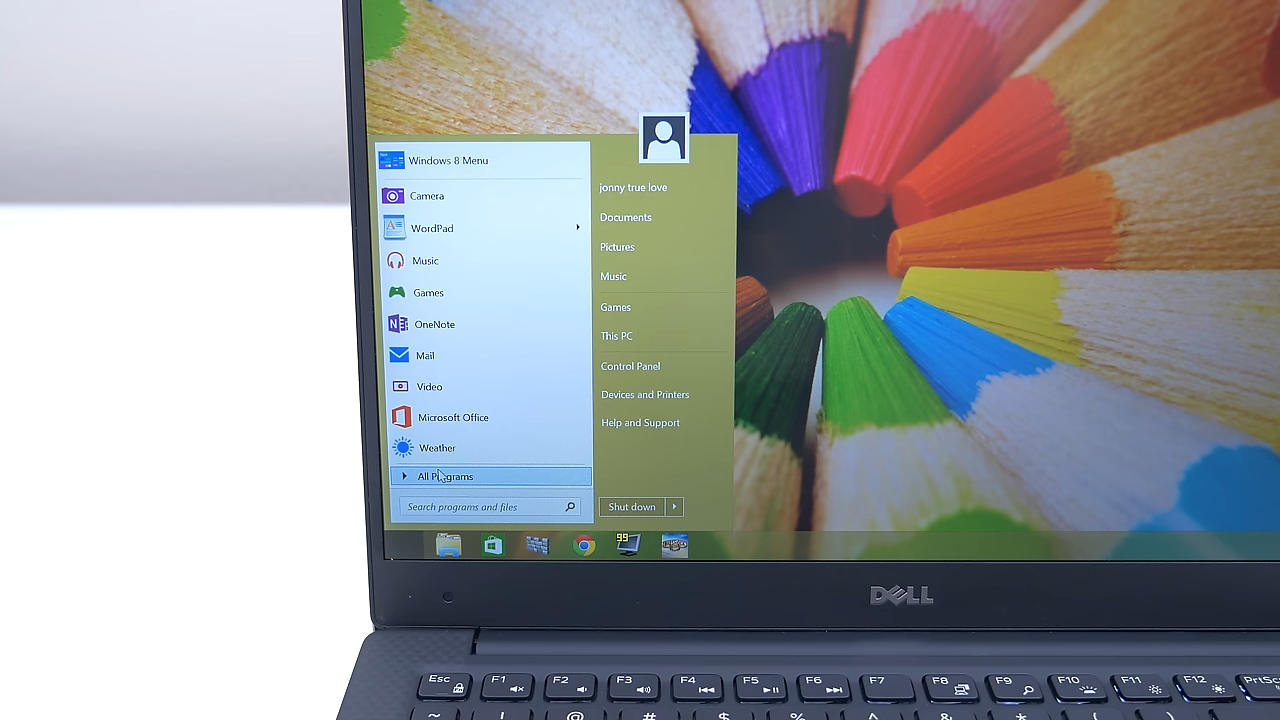 Windows 8 Menu
Camera
WordPad
Music
Games
OneNote
Mail
Video
Microsoft Office
Weather
All Programs
Search programs and files
jonny true love
Documents
Pictures
Music
Games
This PC
Control Panel
Devices and Printers
Help and Support
Shut down
99
DELL
Esc F1 F2 F3 F4 F5 F6 F7 F8 F9 F10 F11 F12 PrtScr
~ ! @ # $ % ^ & * ( )